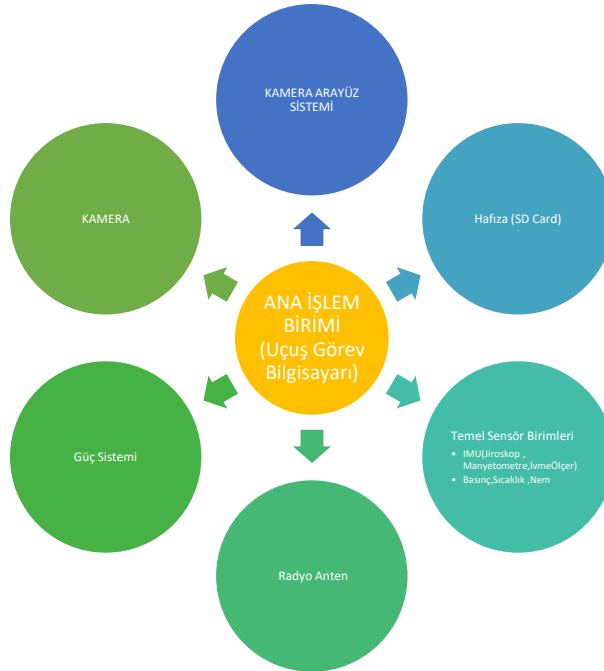 KAMERA ARAYÜZ
SİSTEMİ
KAMERA
Hafıza (SD Card)
ANA İŞLEM
BİRİMİ
(Uçuş Görev
Bilgisayarı)
Güç Sistemi
Temel Sensör Birimleri
• IMU(Jiroskop ,
Manyetometre,İvmeÖlçer)
• Basınç,Sıcaklık ,Nem
Radyo Anten